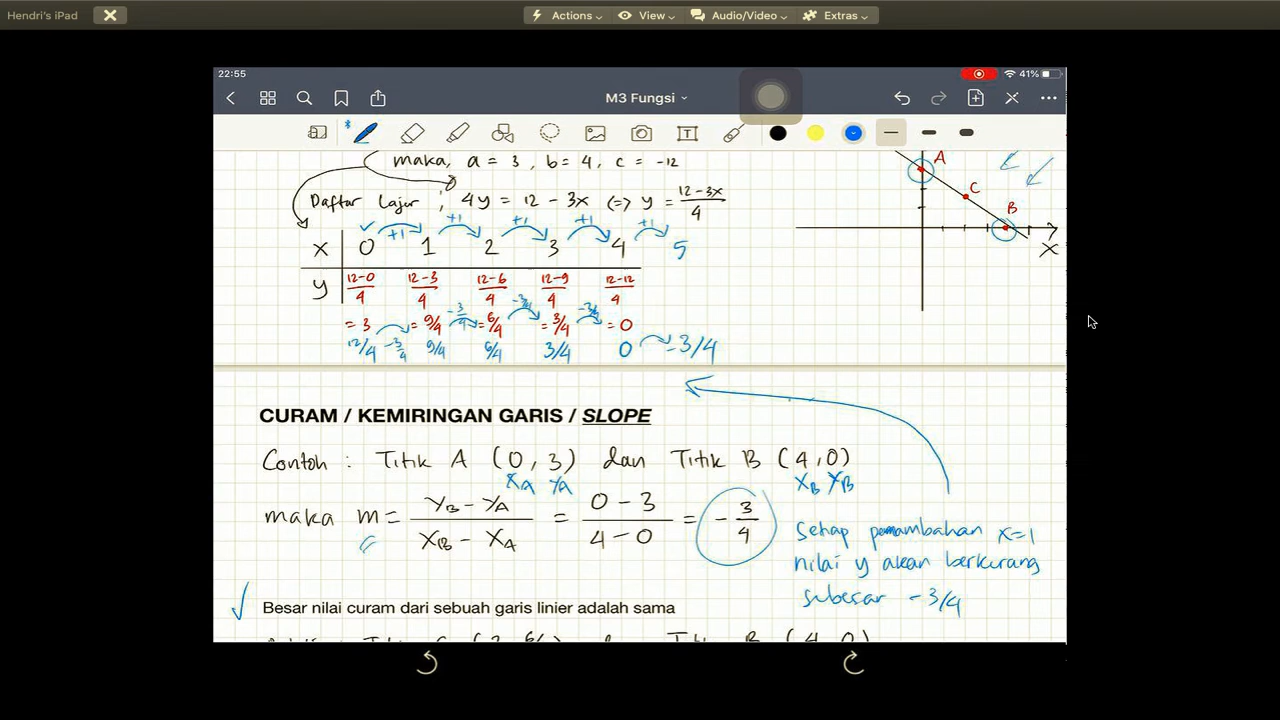 Hendri's iPad
Actions View Audio/Video Extras
22:55 41%
M3 Fungsi
maka, a = 3 , b = 4 , c = -12
A
C
B
X
Daftar Lajur ; 4y = 12 - 3x <=> y = 12-3x/4
+1 +1 +1 +1 +1
X 0 1 2 3 4 5
y 12-0/4 12-3/4 12-6/4 12-9/4 12-12/4
= 3 = 9/4 -3/4 = 6/4 -3/4 = 3/4 -3/4 = 0
12/4 -3/4 9/4 6/4 3/4 0 -3/4
CURAM / KEMIRINGAN GARIS / SLOPE
Contoh : Titik A (0, 3) dan Titik B (4,0)
XA YA XB YB
maka m = YB - YA / XB - XA = 0 - 3 / 4 - 0 = - 3/4
Setiap penambahan x=1
nilai y akan berkurang
sebesar -3/4
Besar nilai curam dari sebuah garis linier adalah sama